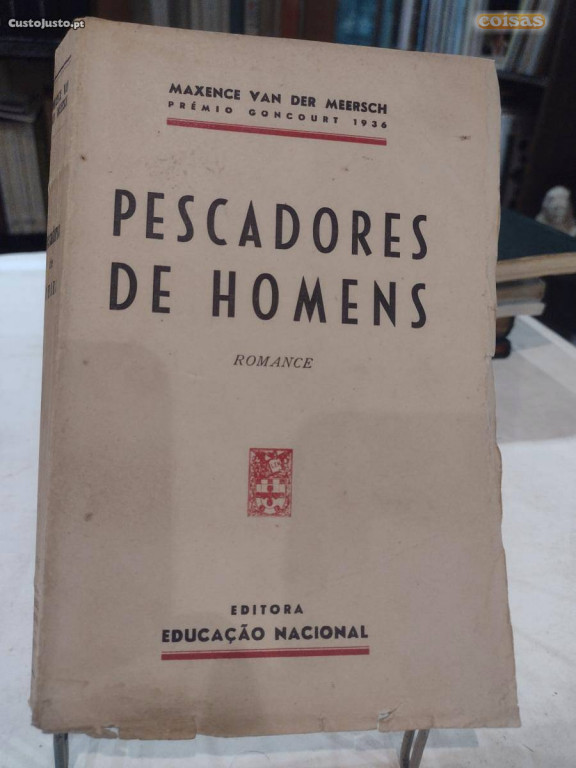 CustoJusto.pt
coisas
MAXENCE VAN DER MEERSCH
PRÉMIO GONCOURT 1936
PESCADORES
DE HOMENS
ROMANCE
EDITORA
EDUCAÇÃO NACIONAL